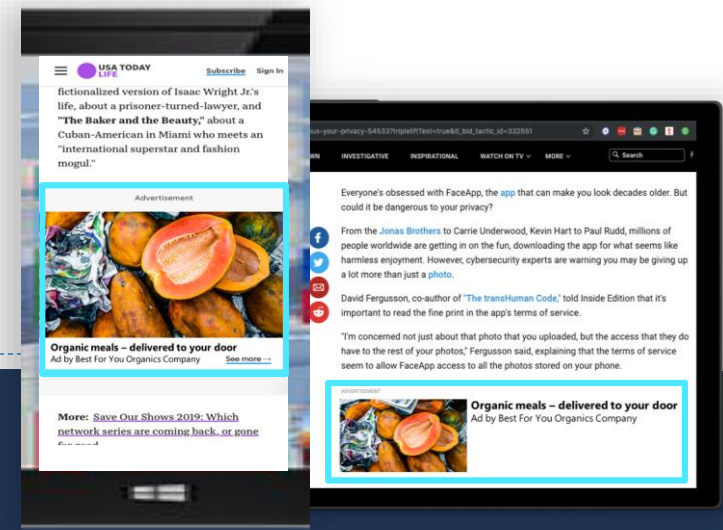 USA TODAY
LIFE
Subscribe Sign In
fictionalized version of Isaac Wright Jr.'s
life, about a prisoner-turned-lawyer, and
"The Baker and the Beauty," about a
Cuban-American in Miami who meets an
"international superstar and fashion
mogul."
Advertisement
Organic meals – delivered to your door
Ad by Best For You Organics Company See more →
More: Save Our Shows 2019: Which
network series are coming back, or gone
for good
INVESTIGATIVE INSPIRATIONAL WATCH ON TV MORE Search
Everyone's obsessed with FaceApp, the app that can make you look decades older. But
could it be dangerous to your privacy?
From the Jonas Brothers to Carrie Underwood, Kevin Hart to Paul Rudd, millions of
people worldwide are getting in on the fun, downloading the app for what seems like
harmless enjoyment. However, cybersecurity experts are warning you may be giving up
a lot more than just a photo.
David Fergusson, co-author of "The transHuman Code," told Inside Edition that it's
important to read the fine print in the app's terms of service.
"I'm concerned not just about that photo that you uploaded, but the access that they do
have to the rest of your photos," Fergusson said, explaining that the terms of service
seem to allow FaceApp access to all the photos stored on your phone.
ADVERTISEMENT
Organic meals – delivered to your door
Ad by Best For You Organics Company